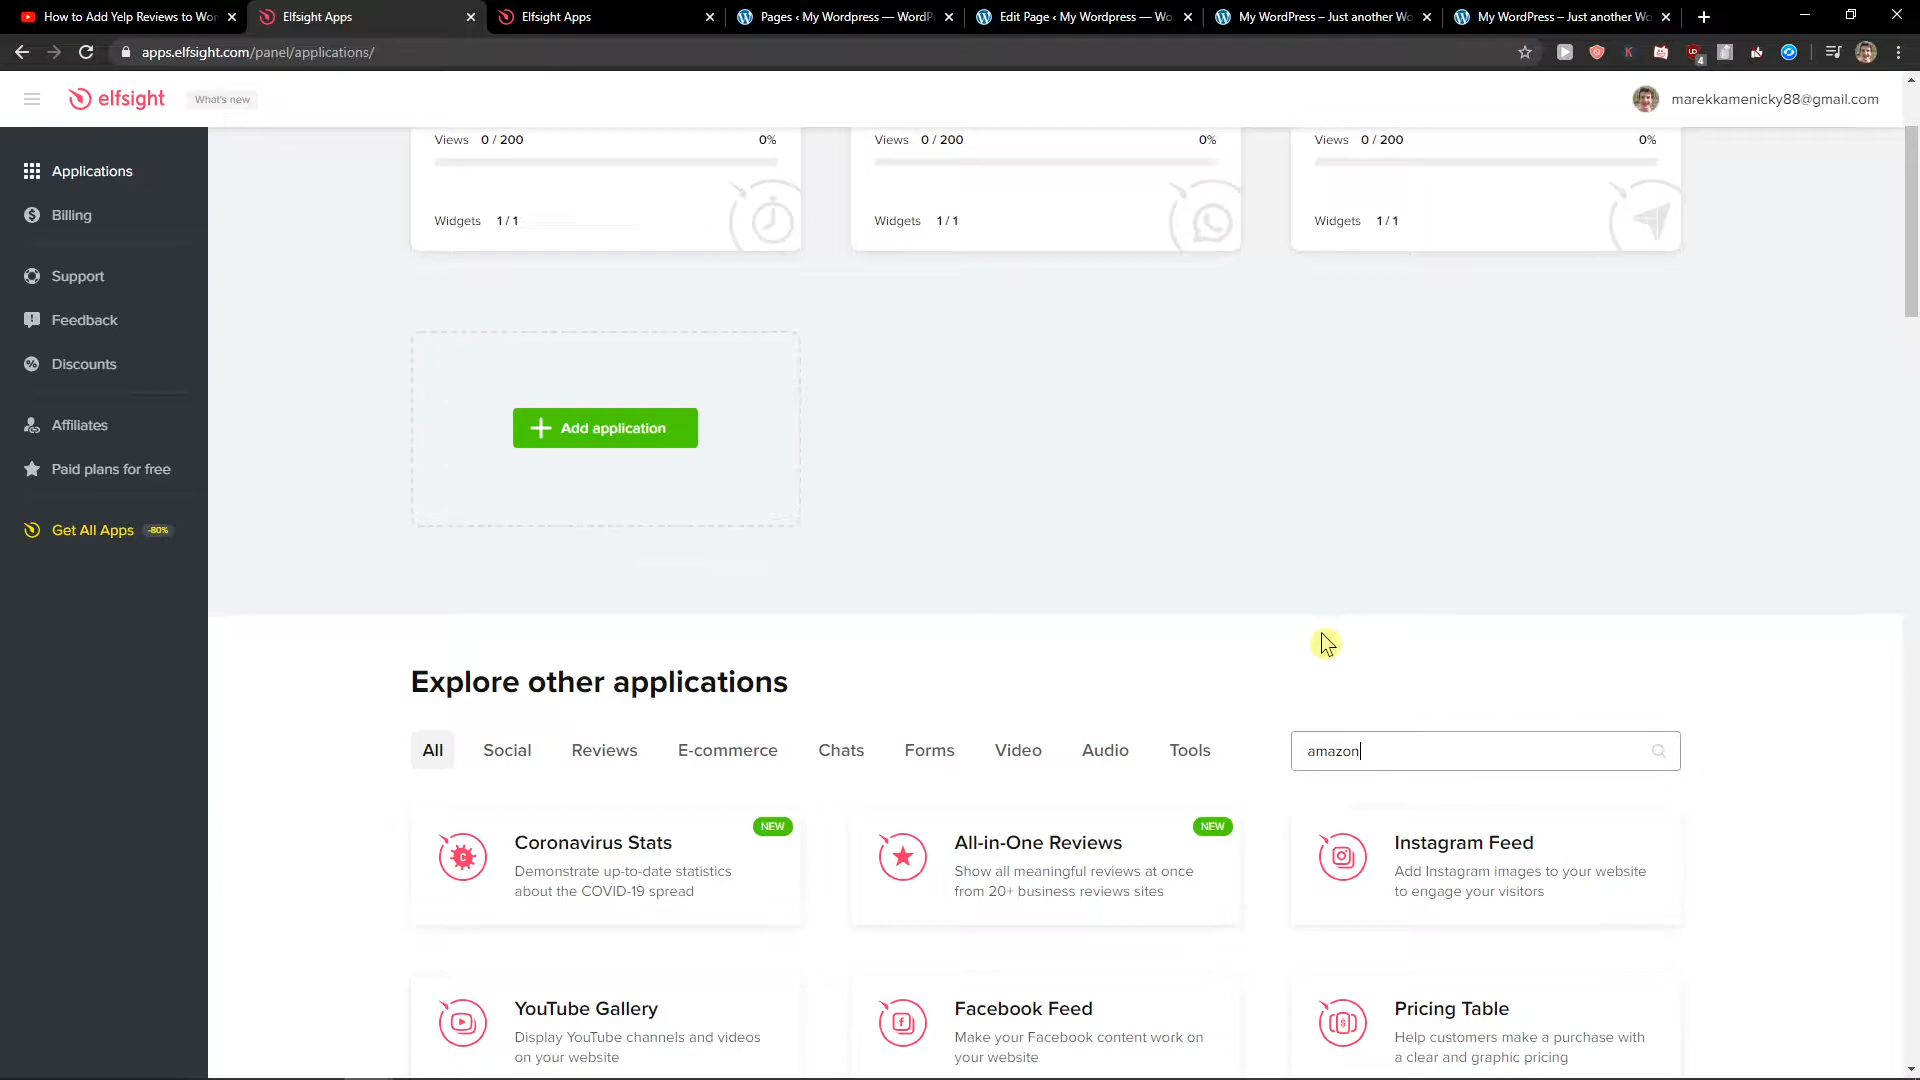 How to Add Yelp Reviews to Wor
Elfsight Apps
Elfsight Apps
Pages ‹ My Wordpress — WordP
Edit Page ‹ My Wordpress — Wo
My WordPress – Just another Wo
My WordPress – Just another Wo
apps.elfsight.com/panel/applications/
4
elfsight
What's new
marekkamenicky88@gmail.com
Applications
Billing
Support
Feedback
Discounts
Affiliates
Paid plans for free
Get All Apps -80%
Views 0 / 200 0%
Widgets 1 / 1
Views 0 / 200 0%
Widgets 1 / 1
Views 0 / 200 0%
Widgets 1 / 1
Add application
Explore other applications
All Social Reviews E-commerce Chats Forms Video Audio Tools
amazon
NEW
Coronavirus Stats
Demonstrate up-to-date statistics
about the COVID-19 spread
NEW
All-in-One Reviews
Show all meaningful reviews at once
from 20+ business reviews sites
Instagram Feed
Add Instagram images to your website
to engage your visitors
YouTube Gallery
Display YouTube channels and videos
on your website
Facebook Feed
Make your Facebook content work on
your website
Pricing Table
Help customers make a purchase with
a clear and graphic pricing